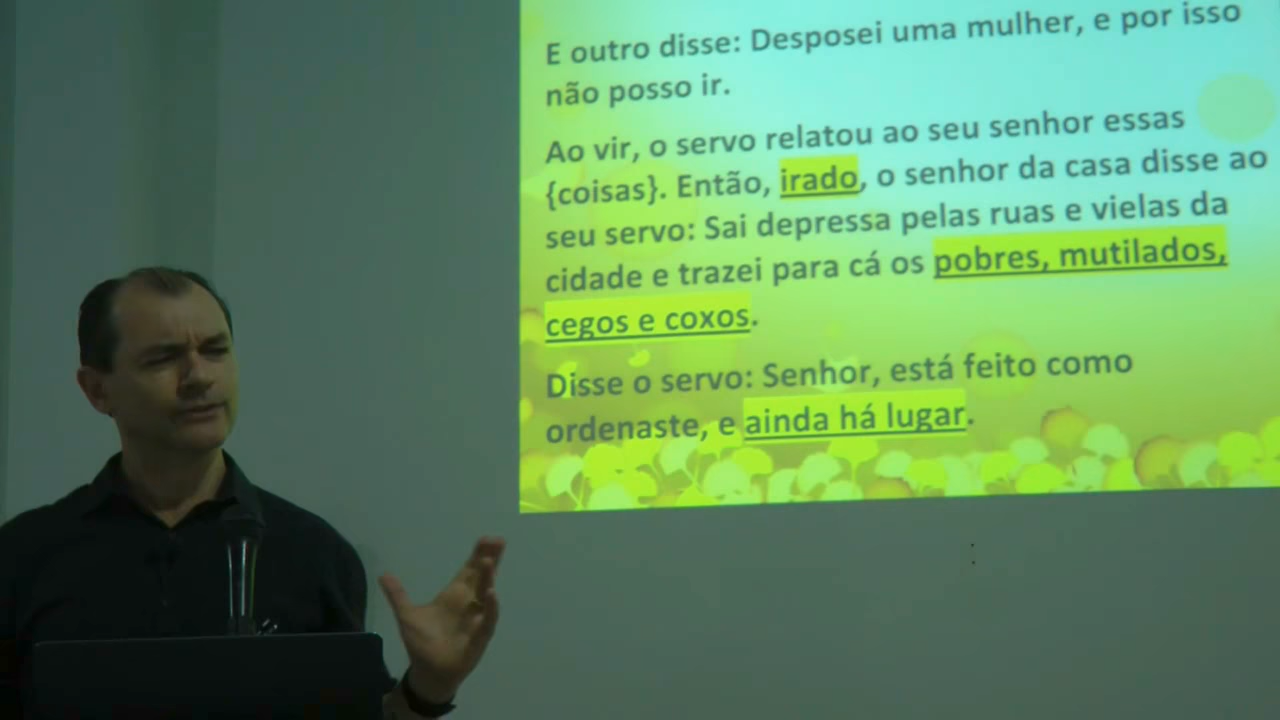 E outro disse: Desposei uma mulher, e por isso
não posso ir.
Ao vir, o servo relatou ao seu senhor essas
{coisas}. Então, irado, o senhor da casa disse ao
seu servo: Sai depressa pelas ruas e vielas da
cidade e trazei para cá os pobres, mutilados,
cegos e coxos.
Disse o servo: Senhor, está feito como
ordenaste, e ainda há lugar.